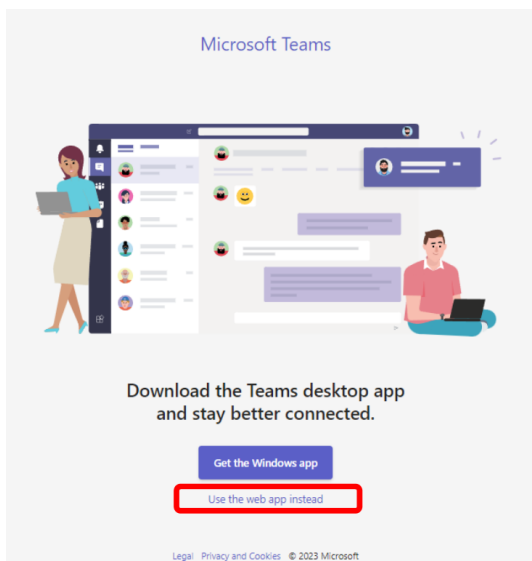 Microsoft Teams
Download the Teams desktop app
and stay better connected.
Get the Windows app
Use the web app instead
Legal Privacy and Cookies © 2023 Microsoft